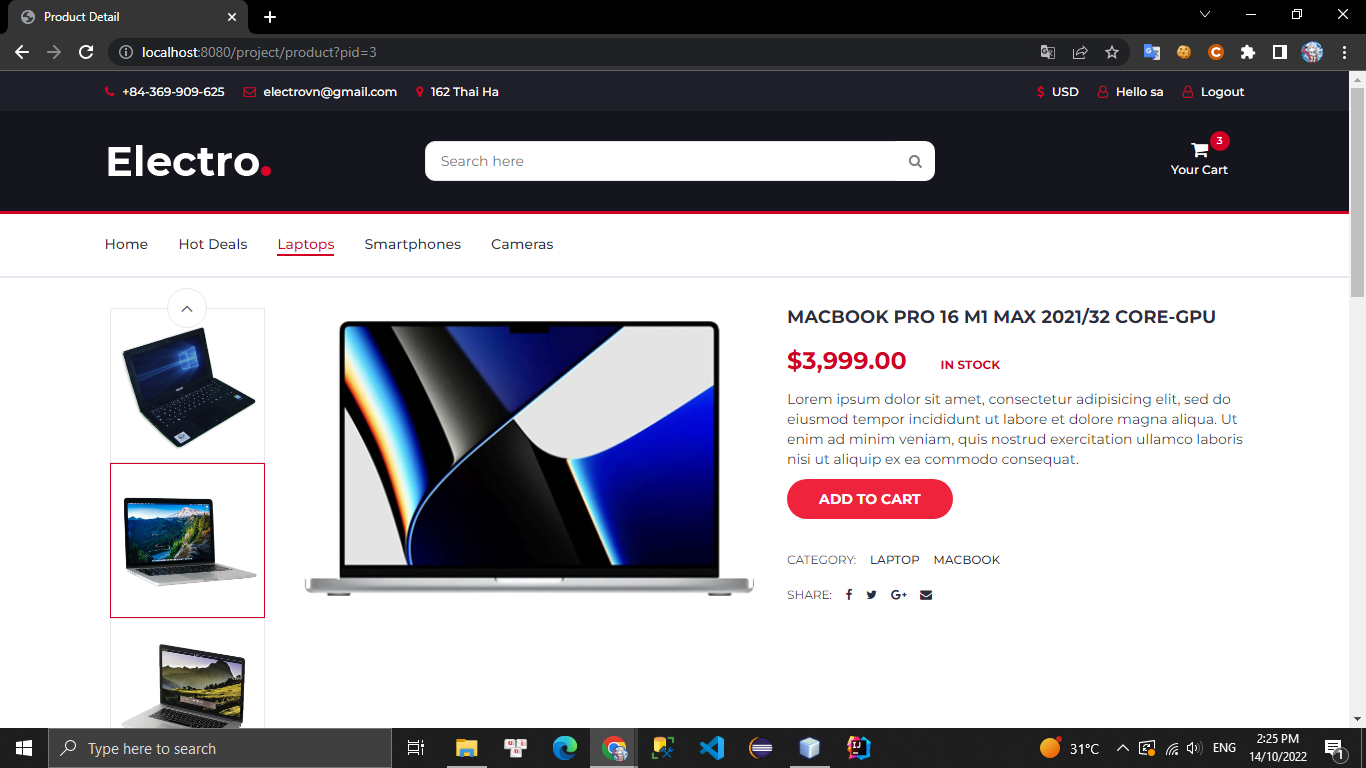 Product Detail
localhost:8080/project/product?pid=3
+84-369-909-625 electrovn@gmail.com 162 Thai Ha
$ USD Hello sa Logout
Electro.
Search here
3
Your Cart
Home Hot Deals Laptops Smartphones Cameras
MACBOOK PRO 16 M1 MAX 2021/32 CORE-GPU
$3,999.00 IN STOCK
Lorem ipsum dolor sit amet, consectetur adipisicing elit, sed do
eiusmod tempor incididunt ut labore et dolore magna aliqua. Ut
enim ad minim veniam, quis nostrud exercitation ullamco laboris
nisi ut aliquip ex ea commodo consequat.
ADD TO CART
CATEGORY: LAPTOP MACBOOK
SHARE:
Type here to search
31°C
ENG
2:25 PM
14/10/2022
1